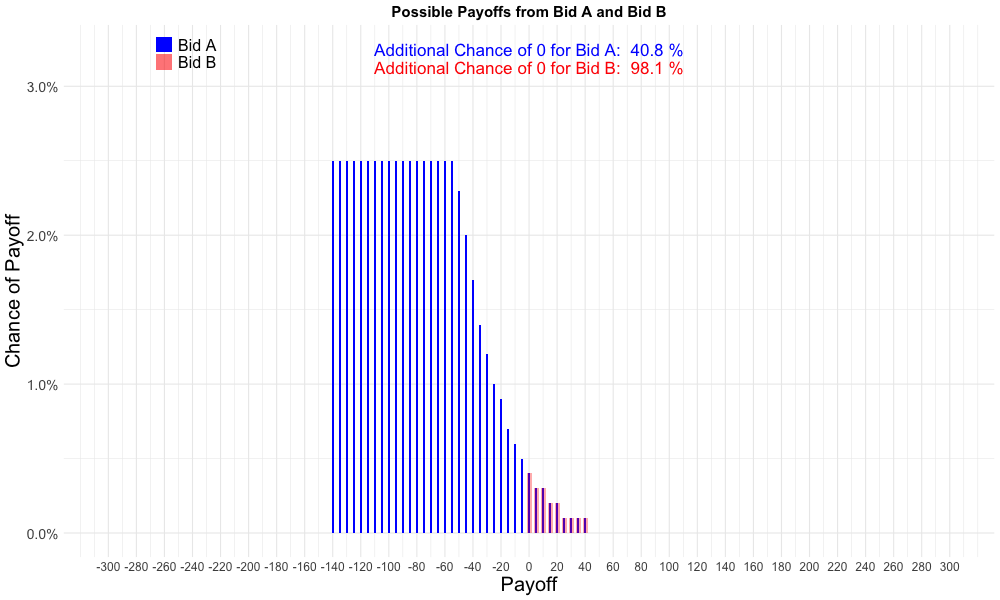 Possible Payoffs from Bid A and Bid B
Bid A
Bid B
Additional Chance of 0 for Bid A: 40.8 %
Additional Chance of 0 for Bid B: 98.1 %
Chance of Payoff
3.0%
2.0%
1.0%
0.0%
-300 -280 -260 -240 -220 -200 -180 -160 -140 -120 -100 -80 -60 -40 -20 0 20 40 60 80 100 120 140 160 180 200 220 240 260 280 300
Payoff